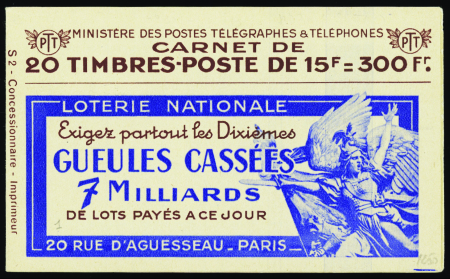 MINISTÈRE DES POSTES TÉLÉGRAPHES & TÉLÉPHONES
PTT
PTT
CARNET DE
20 TIMBRES-POSTE DE 15F = 300 Fr.
S 2 - Concessionnaire - Imprimeur
LOTERIE NATIONALE
Exigez partout les Dixièmes
GUEULES CASSÉES
7 MILLIARDS
DE LOTS PAYÉS A CE JOUR
20 RUE D'AGUESSEAU - PARIS